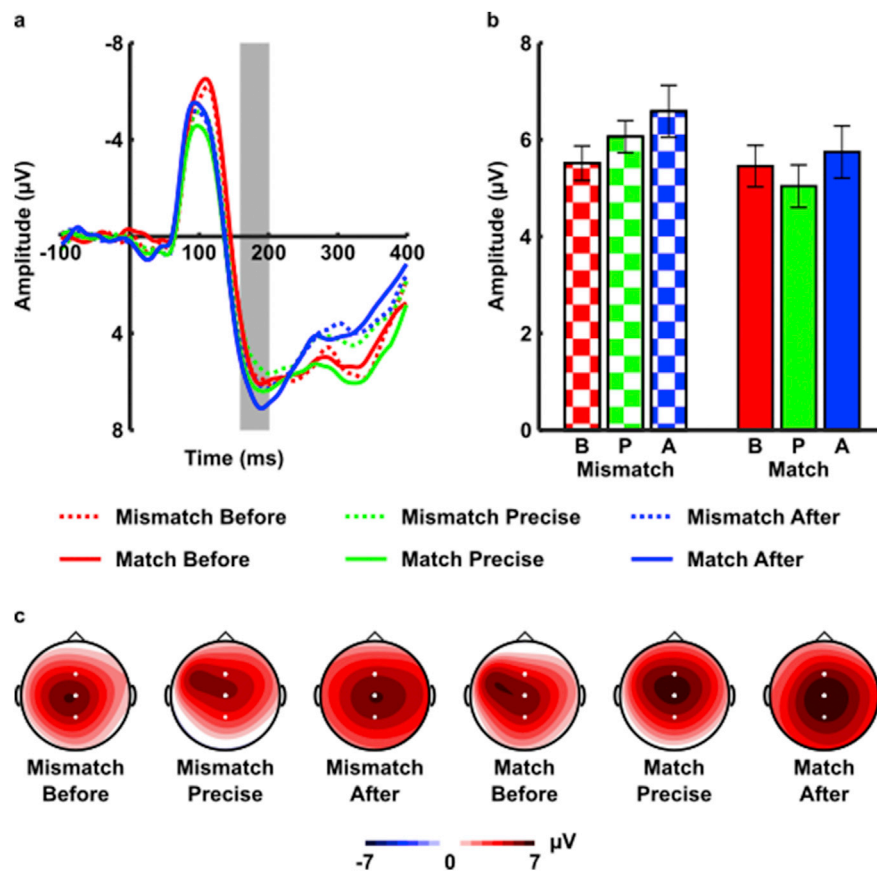 a
b
-8
-4
4
8
-100
100
200
300
400
Amplitude (µV)
Time (ms)
8
6
4
2
0
Amplitude (µV)
B P A
B P A
Mismatch
Match
Mismatch Before
Mismatch Precise
Mismatch After
Match Before
Match Precise
Match After
c
Mismatch
Before
Mismatch
Precise
Mismatch
After
Match
Before
Match
Precise
Match
After
-7
0
7
µV